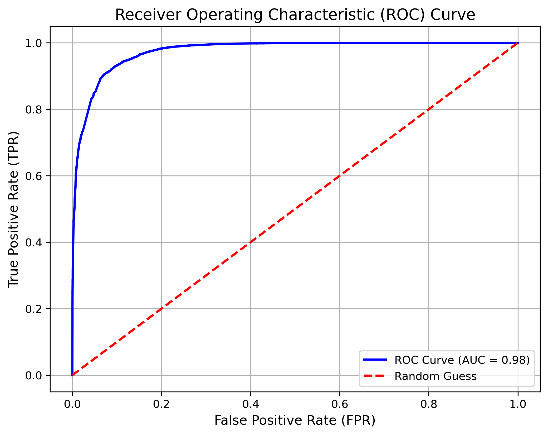 Receiver Operating Characteristic (ROC) Curve
True Positive Rate (TPR)
1.0
0.8
0.6
0.4
0.2
0.0
ROC Curve (AUC = 0.98)
Random Guess
0.0 0.2 0.4 0.6 0.8 1.0
False Positive Rate (FPR)